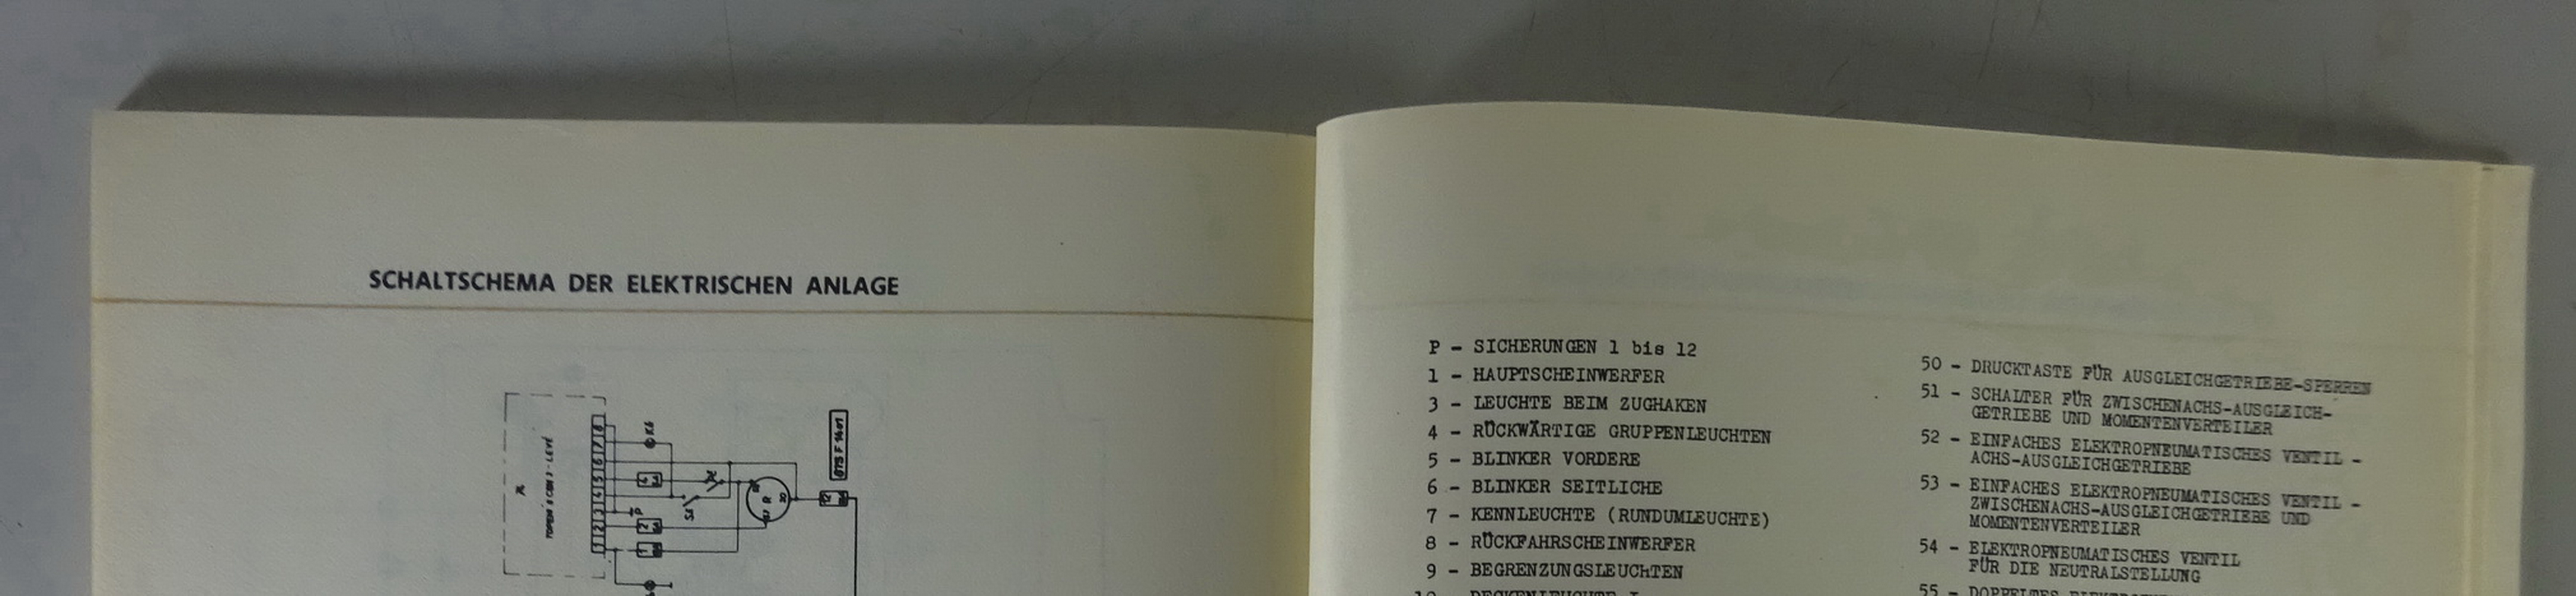 SCHALTSCHEMA DER ELEKTRISCHEN ANLAGE
P - SICHERUNGEN 1 bis 12
1 - HAUPTSCHEINWERFER
3 - LEUCHTE BEIM ZUGHAKEN
4 - RÜCKWÄRTIGE GRUPPENLEUCHTEN
5 - BLINKER VORDERE
6 - BLINKER SEITLICHE
7 - KENNLEUCHTE (RUNDUMLEUCHTE)
8 - RÜCKFAHRSCHEINWERFER
9 - BEGRENZUNGSLEUCHTEN
50 - DRUCKTASTE FÜR AUSGLEICHGETRIEBE-SPERREN
51 - SCHALTER FÜR ZWISCHENACHS-AUSGLEICH-
GETRIEBE UND MOMENTENVERTEILER
52 - EINFACHES ELEKTROPNEUMATISCHES VENTIL -
ACHS-AUSGLEICHGETRIEBE
53 - EINFACHES ELEKTROPNEUMATISCHES VENTIL -
ZWISCHENACHS-AUSGLEICHGETRIEBE UND
MOMENTENVERTEILER
54 - ELEKTROPNEUMATISCHES VENTIL
FÜR DIE NEUTRALSTELLUNG